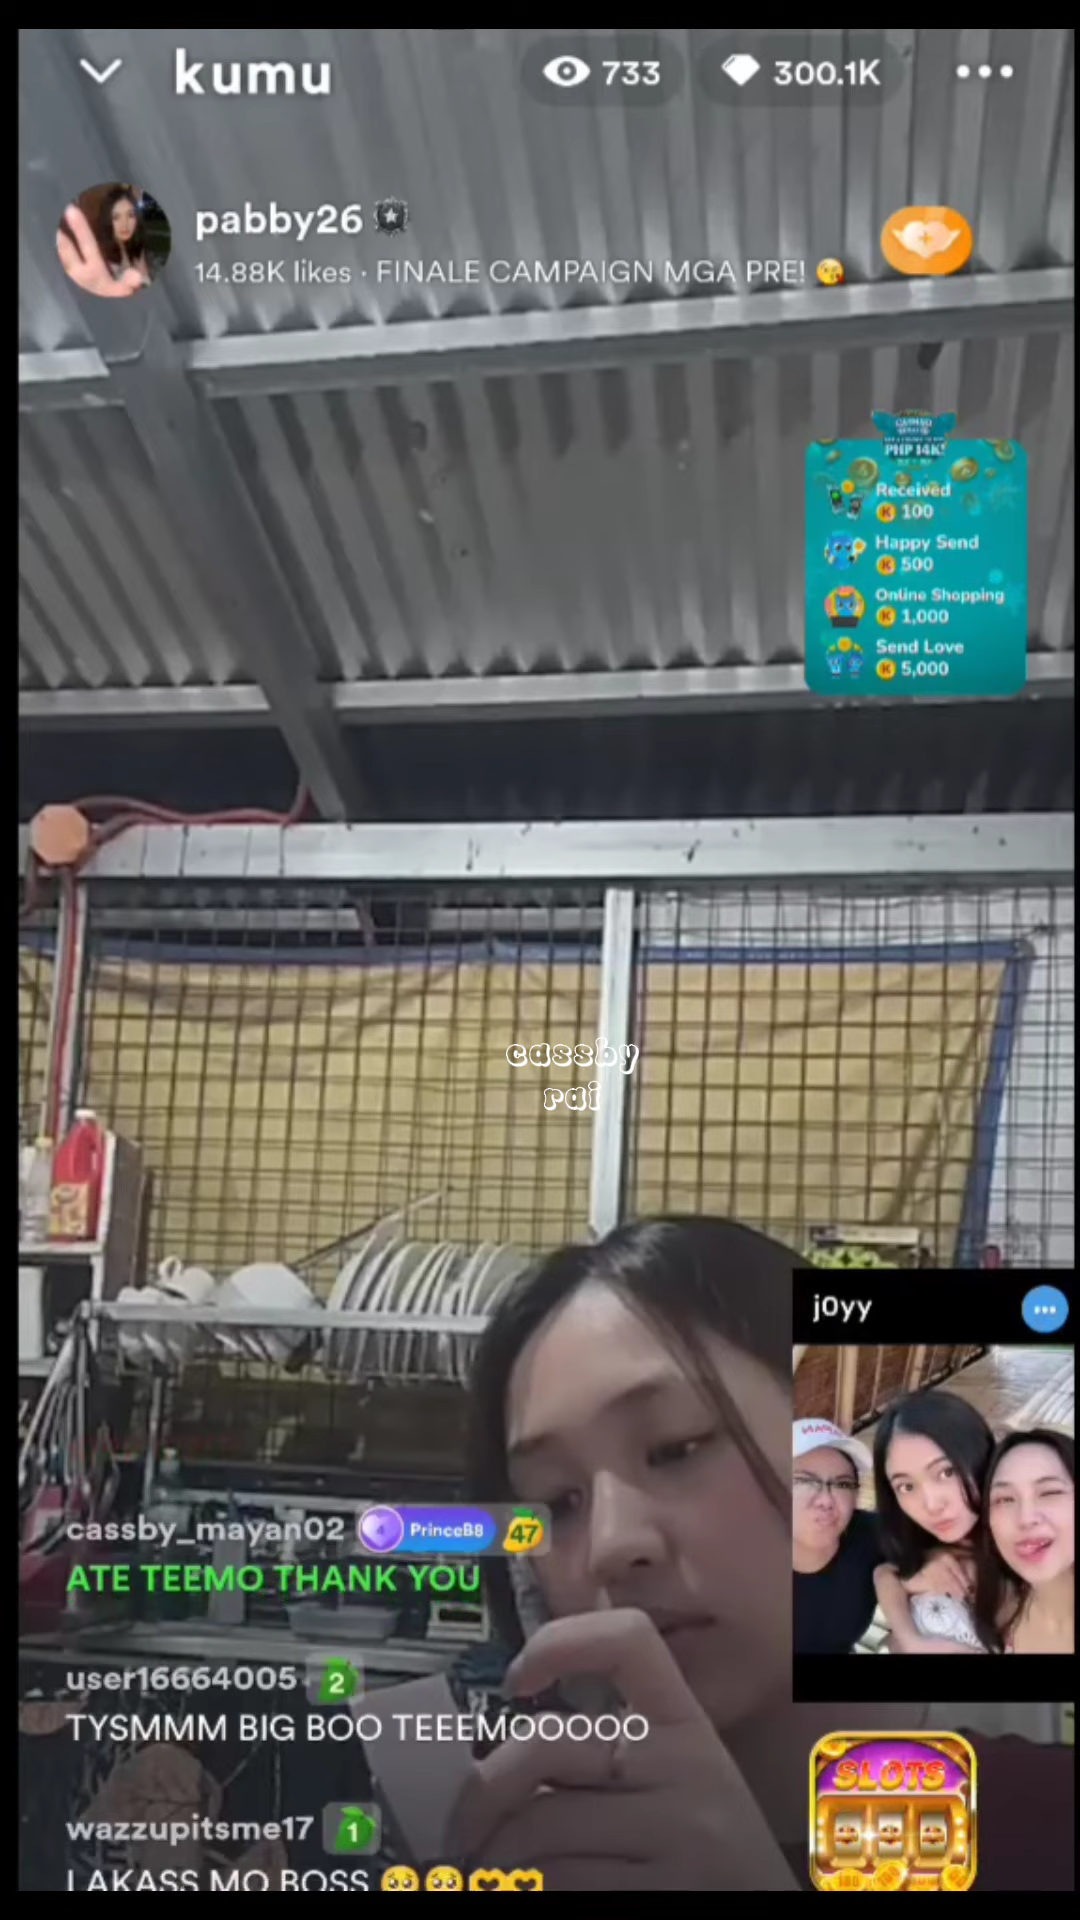 kumu
733
300.1K
pabby26
14.88K likes · FINALE CAMPAIGN MGA PRE! 😘
PHP 14K!
Received
K 100
Happy Send
K 500
Online Shopping
K 1,000
Send Love
K 5,000
cassby
rai
j0yy
cassby_mayan02 4 PrinceB8 47
ATE TEEMO THANK YOU
user16664005 2
TYSMMM BIG BOO TEEEMOOOOO
wazzupitsme17 1
LAKASS MO BOSS 🥺🥺
SLOTS